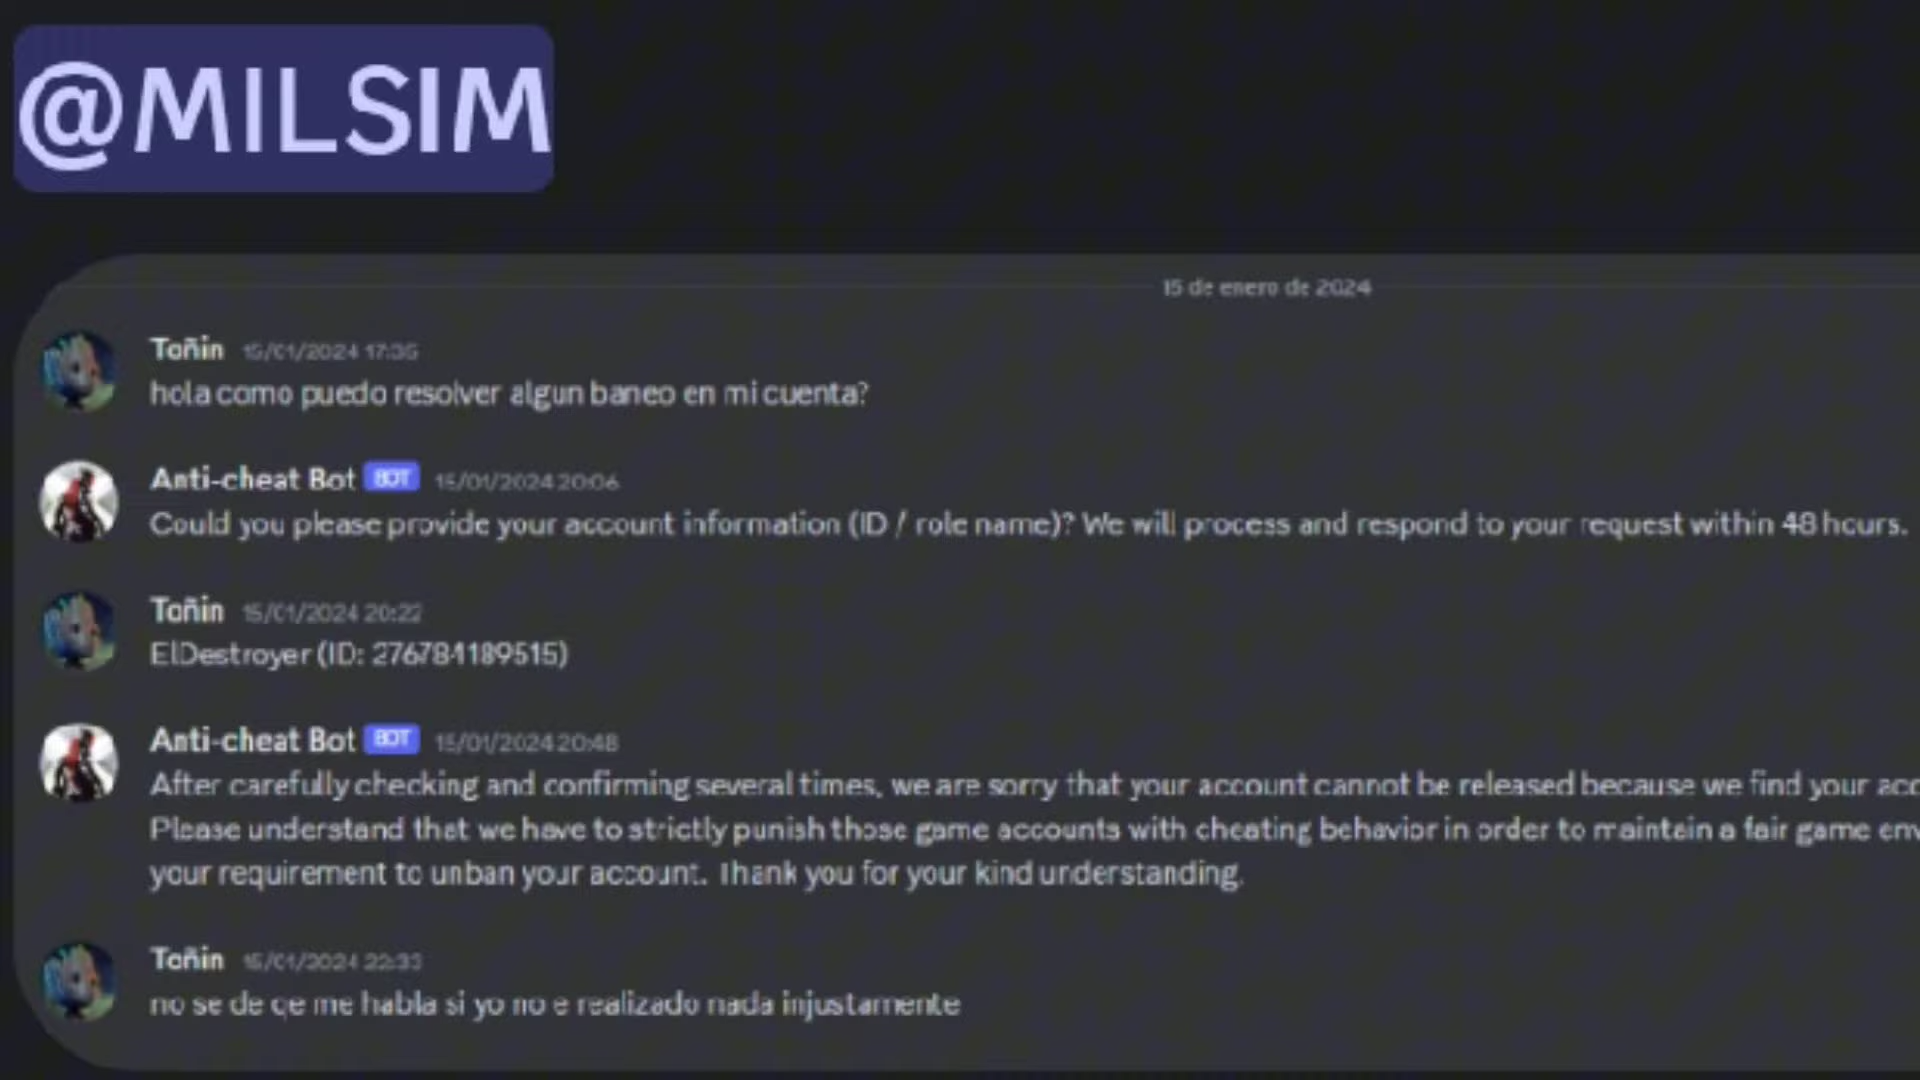 @MILSIM
15 de enero de 2024
Toñin 15/01/2024 17:35
hola como puedo resolver algun baneo en mi cuenta?
Anti-cheat Bot BOT 15/01/2024 20:06
Could you please provide your account information (ID / role name)? We will process and respond to your request within 48 hours.
Toñin 15/01/2024 20:22
ElDestroyer (ID: 276784189515)
Anti-cheat Bot BOT 15/01/2024 20:48
After carefully checking and confirming several times, we are sorry that your account cannot be released because we find your acc
Please understand that we have to strictly punish those game accounts with cheating behavior in order to maintain a fair game env
your requirement to unban your account. Thank you for your kind understanding.
Toñin 15/01/2024 22:33
no se de qe me habla si yo no e realizado nada injustamente